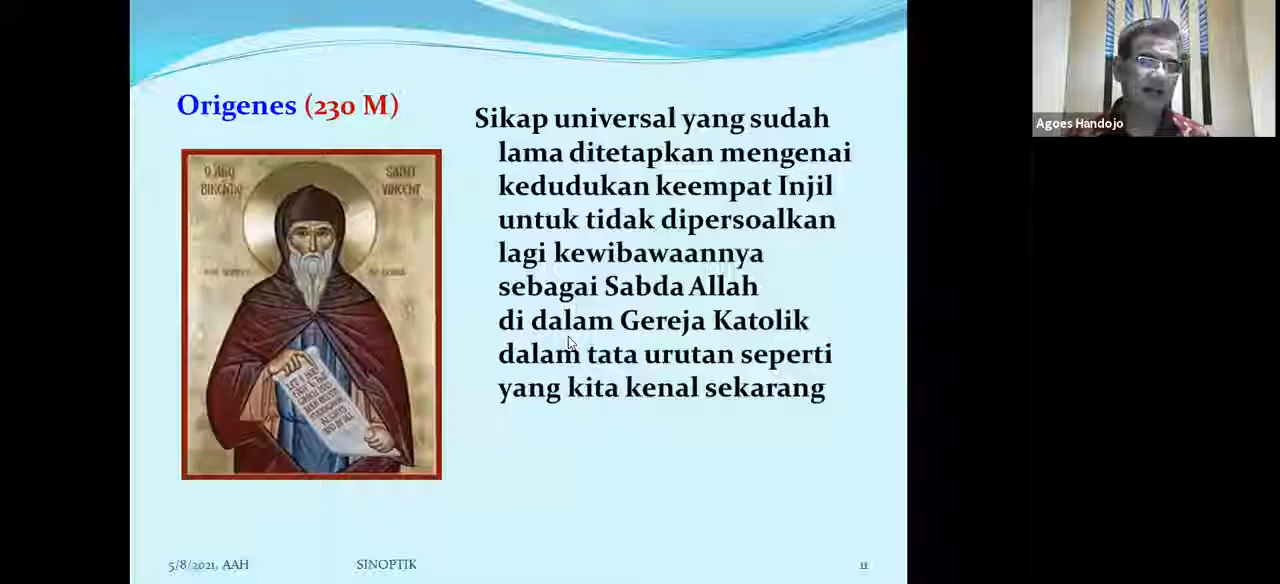 Origenes (230 M)
Ο ΑΓΙΟ
ΒΙΚΕΝΤΙΟ
SAINT
VINCENT
Sikap universal yang sudah
lama ditetapkan mengenai
kedudukan keempat Injil
untuk tidak dipersoalkan
lagi kewibawaannya
sebagai Sabda Allah
di dalam Gereja Katolik
dalam tata urutan seperti
yang kita kenal sekarang
5/8/2021, AAH
SINOPTIK
11
Agoes Handojo